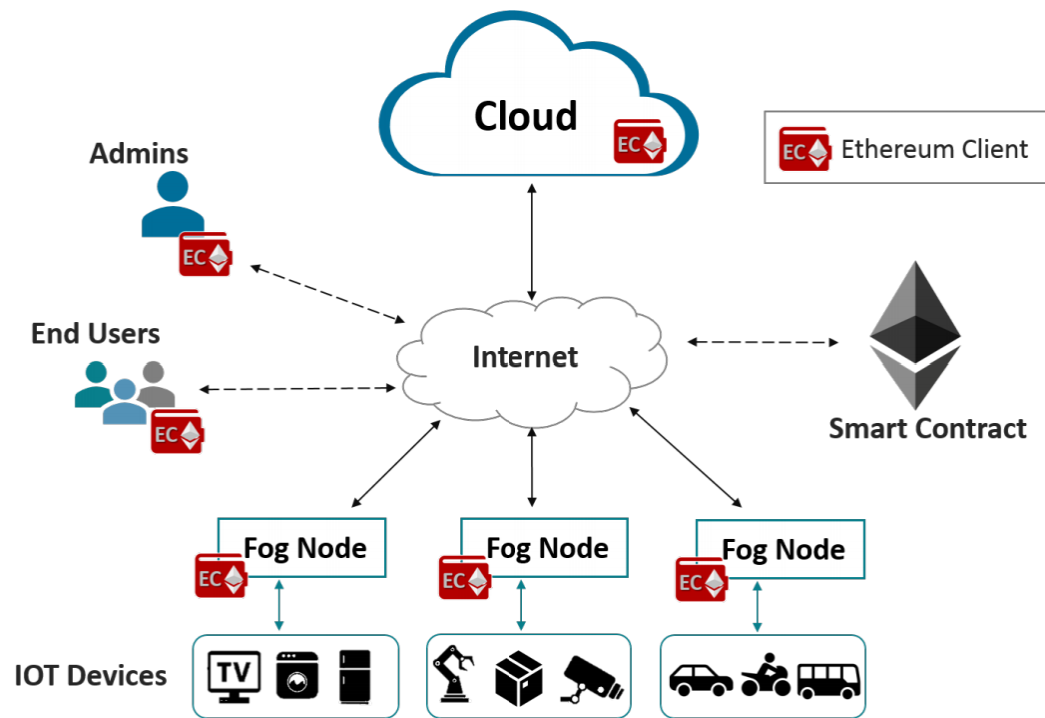 Cloud
EC
EC Ethereum Client
Admins
EC
End Users
EC
Internet
Smart Contract
Fog Node
EC
Fog Node
EC
Fog Node
EC
IOT Devices
TV